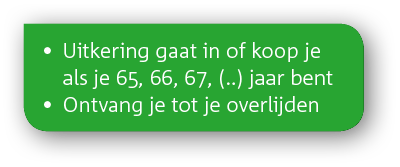 • Uitkering gaat in of koop je
als je 65, 66, 67, (..) jaar bent
• Ontvang je tot je overlijden